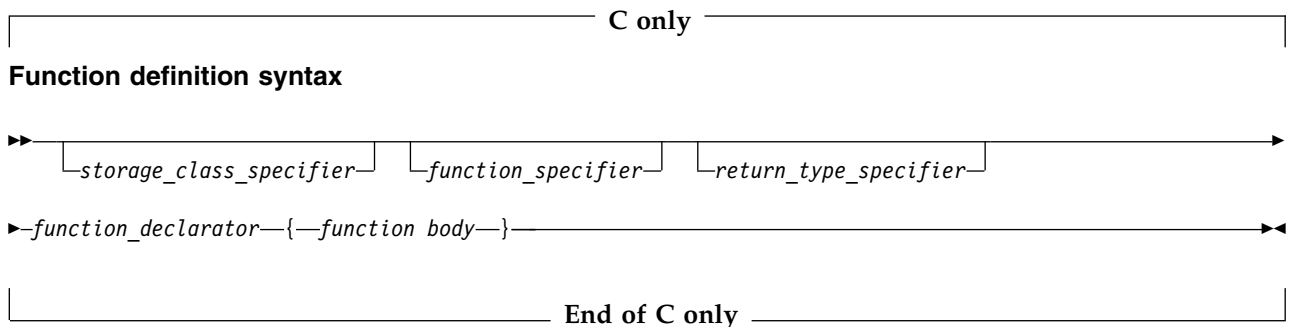 C only
Function definition syntax
storage_class_specifier function_specifier return_type_specifier
function_declarator { function body }
End of C only